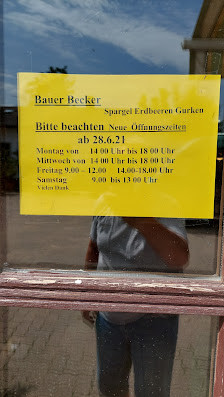 Bauer Becker
Spargel Erdbeeren Gurken
Bitte beachten Neue Öffnungszeiten
ab 28.6.21
Montag von 14 00 Uhr bis 18 00 Uhr
Mittwoch von 14 00 Uhr bis 18 00 Uhr
Freitag 9.00 - 12.00 14.00-18.00 Uhr
Samstag 9.00 bis 13 00 Uhr
Vielen Dank